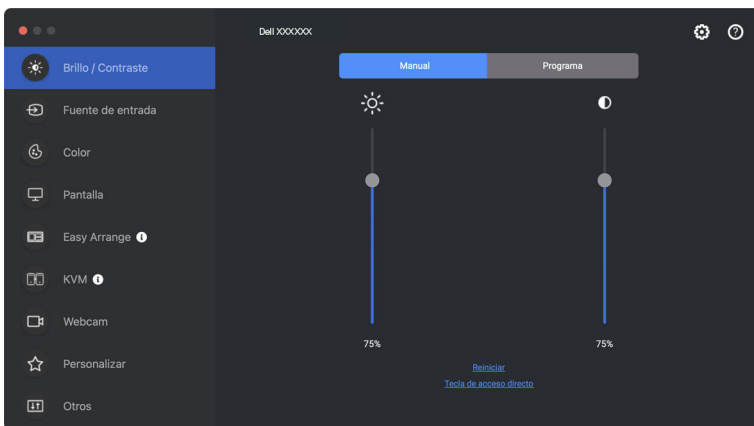 Dell XXXXXX
Brillo / Contraste
Fuente de entrada
Color
Pantalla
Easy Arrange
KVM
Webcam
Personalizar
Otros
Manual
Programa
75%
75%
Reiniciar
Tecla de acceso directo